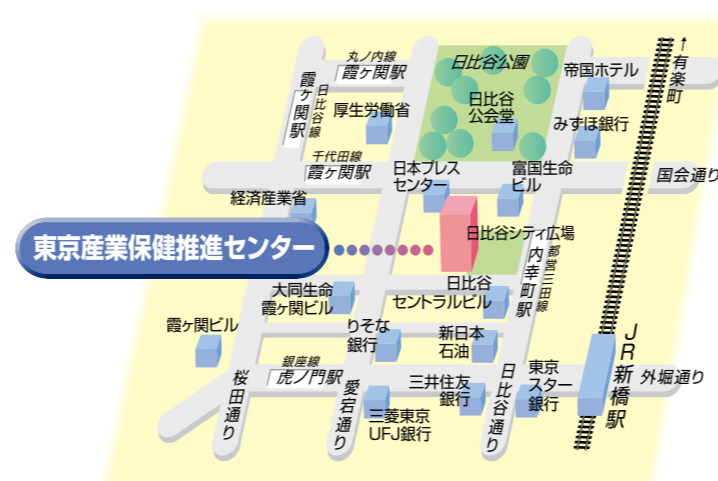 丸ノ内線
霞ヶ関駅
霞ヶ関駅
日比谷線
日比谷公園
↑有楽町
帝国ホテル
厚生労働省
日比谷
公会堂
みずほ銀行
千代田線
霞ヶ関駅
日本プレス
センター
富国生命
ビル
国会通り
経済産業省
東京産業保健推進センター
日比谷シティ広場
内幸町駅
都営三田線
大同生命
霞ヶ関ビル
日比谷
セントラルビル
霞ヶ関ビル
りそな
銀行
新日本
石油
JR新橋駅
銀座線
虎ノ門駅
三井住友
銀行
東京
スター
銀行
外堀通り
桜田通り
愛宕通り
日比谷通り
三菱東京
UFJ銀行